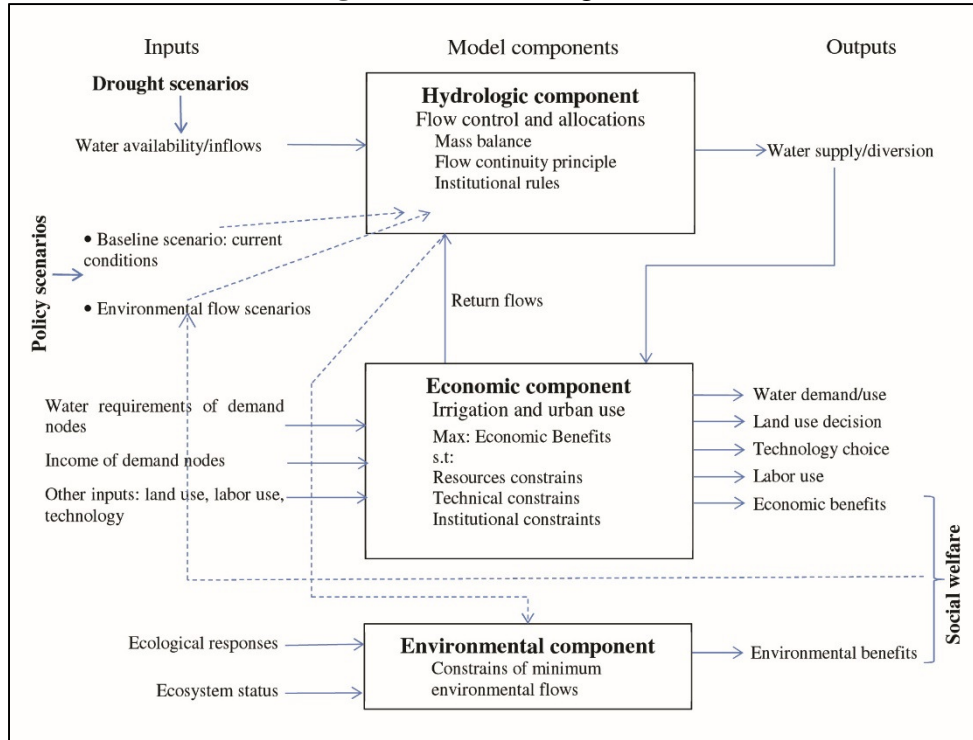 Inputs
Model components
Outputs
Drought scenarios
Water availability/inflows
Hydrologic component
Flow control and allocations
Mass balance
Flow continuity principle
Institutional rules
Water supply/diversion
Policy scenarios
• Baseline scenario: current
conditions
• Environmental flow scenarios
Return flows
Water requirements of demand
nodes
Income of demand nodes
Other inputs: land use, labor use,
technology
Economic component
Irrigation and urban use
Max: Economic Benefits
s.t:
Resources constrains
Technical constrains
Institutional constraints
Water demand/use
Land use decision
Technology choice
Labor use
Economic benefits
Social welfare
Ecological responses
Ecosystem status
Environmental component
Constrains of minimum
environmental flows
Environmental benefits